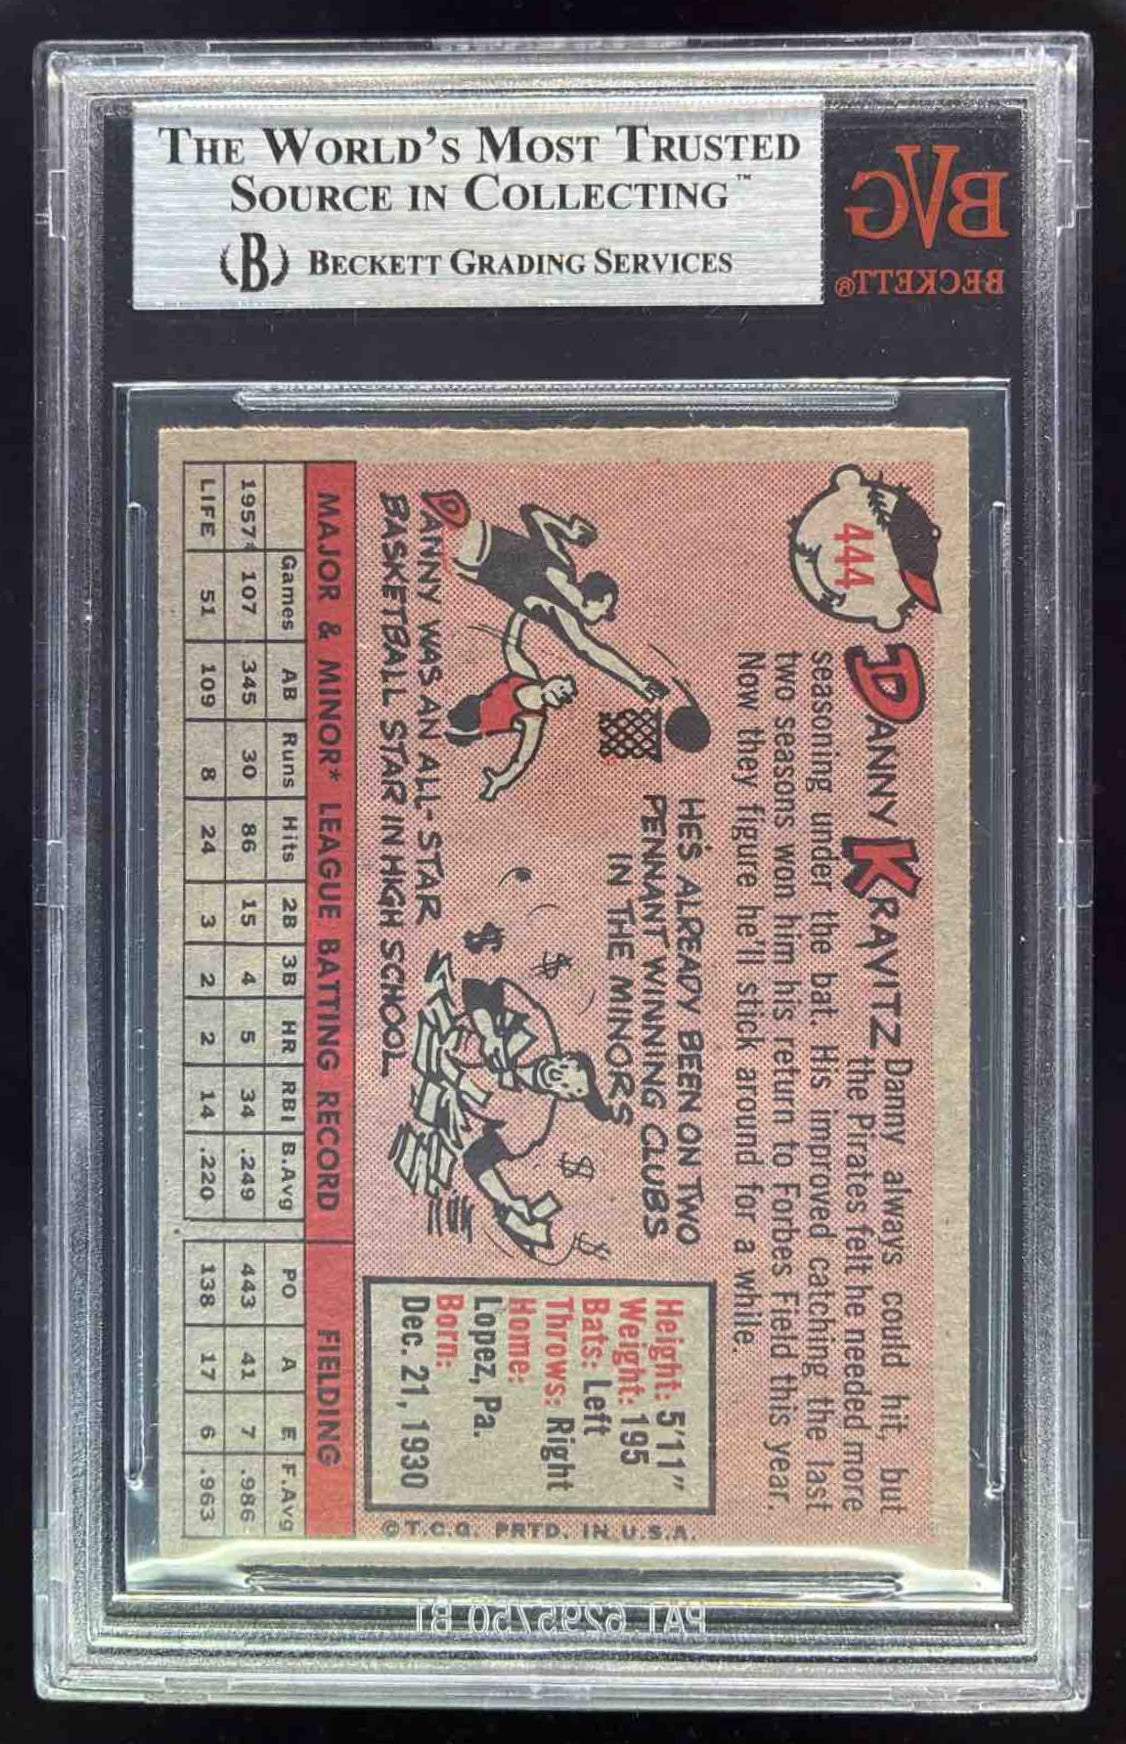 THE WORLD'S MOST TRUSTED
SOURCE IN COLLECTING™
(B) BECKETT GRADING SERVICES
BVG
BECKETT®
444
DANNY KRAVITZ
Danny always could hit, but
the Pirates felt he needed more
seasoning under the bat. His improved catching the last
two seasons won him his return to Forbes Field this year.
Now they figure he'll stick around for a while.
HE'S ALREADY BEEN ON TWO
PENNANT WINNING CLUBS
IN THE MINORS
DANNY WAS AN ALL-STAR
BASKETBALL STAR IN HIGH SCHOOL
$ $ $ $
Height: 5'11"
Weight: 195
Bats: Left
Throws: Right
Home:
Lopez, Pa.
Born:
Dec. 21, 1930
©T.C.G. PRTD. IN U.S.A.
MAJOR & MINOR* LEAGUE BATTING RECORD FIELDING
Games AB Runs Hits 2B 3B HR RBI B.Avg PO A E F.Avg
1957* 107 345 30 86 15 4 5 34 .249 443 41 7 .986
LIFE 51 109 8 24 3 2 2 14 .220 138 17 6 .963
PAT 6295750 B1